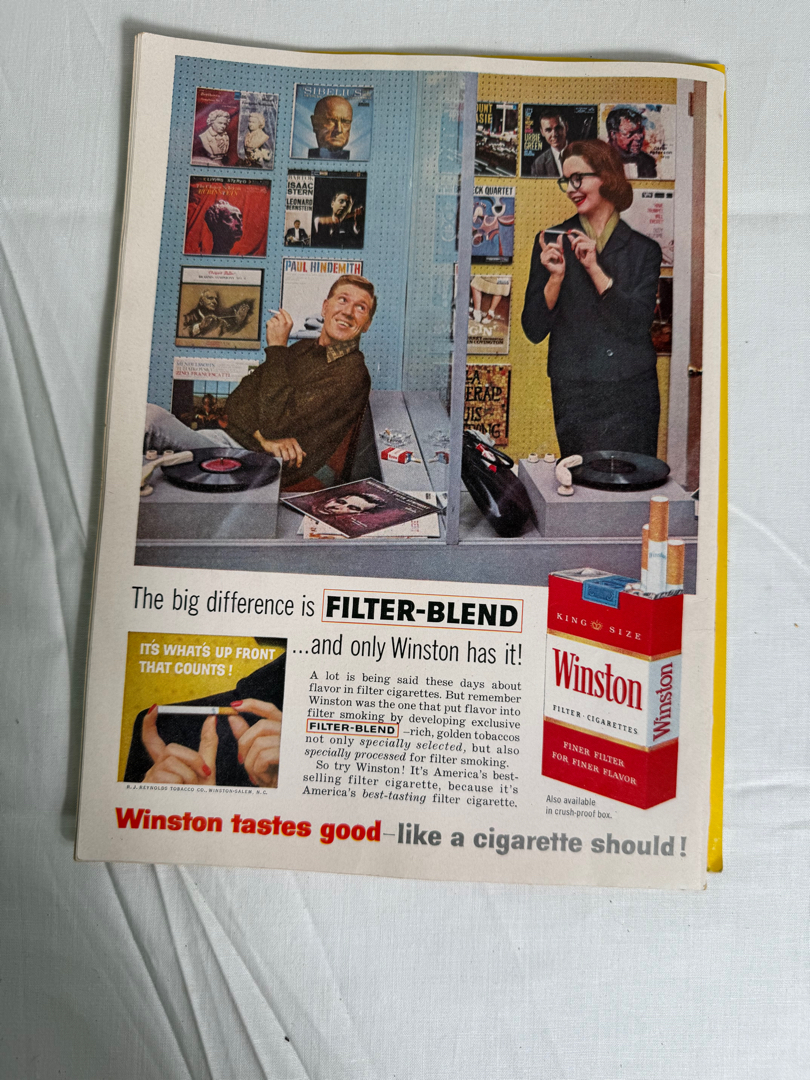 SIBELIUS
ISAAC
STERN
LEONARD
BERNSTEIN
PAUL HINDEMITH
URBIE
GREEN
CK QUARTET
GIN
The big difference is FILTER-BLEND
...and only Winston has it!
IT'S WHAT'S UP FRONT
THAT COUNTS!
R. J. REYNOLDS TOBACCO CO., WINSTON-SALEM, N.C.
A lot is being said these days about
flavor in filter cigarettes. But remember
Winston was the one that put flavor into
filter smoking by developing exclusive
FILTER-BLEND –rich, golden tobaccos
not only specially selected, but also
specially processed for filter smoking.
So try Winston! It's America's best-
selling filter cigarette, because it's
America's best-tasting filter cigarette.
KING SIZE
Winston
FILTER · CIGARETTES
FINER FILTER
FOR FINER FLAVOR
Winston
Also available
in crush-proof box.
Winston tastes good–like a cigarette should!